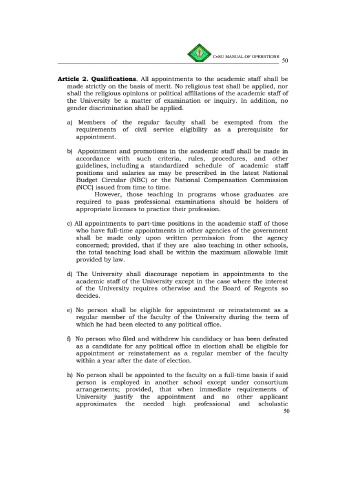 CvSU MANUAL OF OPERATIONS
50
Article 2. Qualifications. All appointments to the academic staff shall be
made strictly on the basis of merit. No religious test shall be applied, nor
shall the religious opinions or political affiliations of the academic staff of
the University be a matter of examination or inquiry. In addition, no
gender discrimination shall be applied.
a) Members of the regular faculty shall be exempted from the
requirements of civil service eligibility as a prerequisite for
appointment.
b) Appointment and promotions in the academic staff shall be made in
accordance with such criteria, rules, procedures, and other
guidelines, including a standardized schedule of academic staff
positions and salaries as may be prescribed in the latest National
Budget Circular (NBC) or the National Compensation Commission
(NCC) issued from time to time.
However, those teaching in programs whose graduates are
required to pass professional examinations should be holders of
appropriate licenses to practice their profession.
c) All appointments to part-time positions in the academic staff of those
who have full-time appointments in other agencies of the government
shall be made only upon written permission from the agency
concerned; provided, that if they are also teaching in other schools,
the total teaching load shall be within the maximum allowable limit
provided by law.
d) The University shall discourage nepotism in appointments to the
academic staff of the University except in the case where the interest
of the University requires otherwise and the Board of Regents so
decides.
e) No person shall be eligible for appointment or reinstatement as a
regular member of the faculty of the University during the term of
which he had been elected to any political office.
f) No person who filed and withdrew his candidacy or has been defeated
as a candidate for any political office in election shall be eligible for
appointment or reinstatement as a regular member of the faculty
within a year after the date of election.
h) No person shall be appointed to the faculty on a full-time basis if said
person is employed in another school except under consortium
arrangements; provided, that when immediate requirements of
University justify the appointment and no other applicant
approximates the needed high professional and scholastic
50